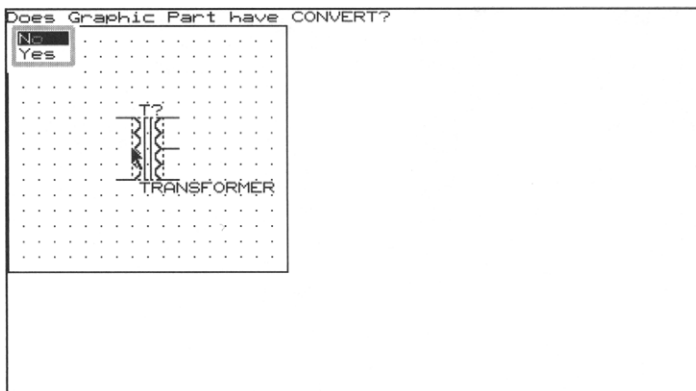 Does Graphic Part have CONVERT?
No
Yes
T?
TRANSFORMER